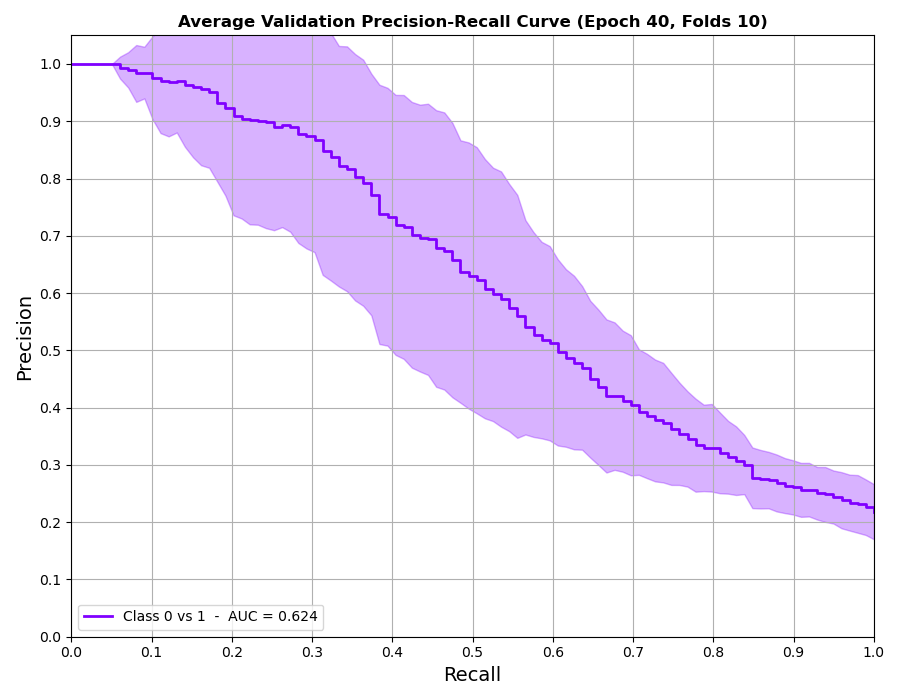 Average Validation Precision-Recall Curve (Epoch 40, Folds 10)
Precision
1.0
0.9
0.8
0.7
0.6
0.5
0.4
0.3
0.2
0.1
0.0
Class 0 vs 1 - AUC = 0.624
0.0 0.1 0.2 0.3 0.4 0.5 0.6 0.7 0.8 0.9 1.0
Recall